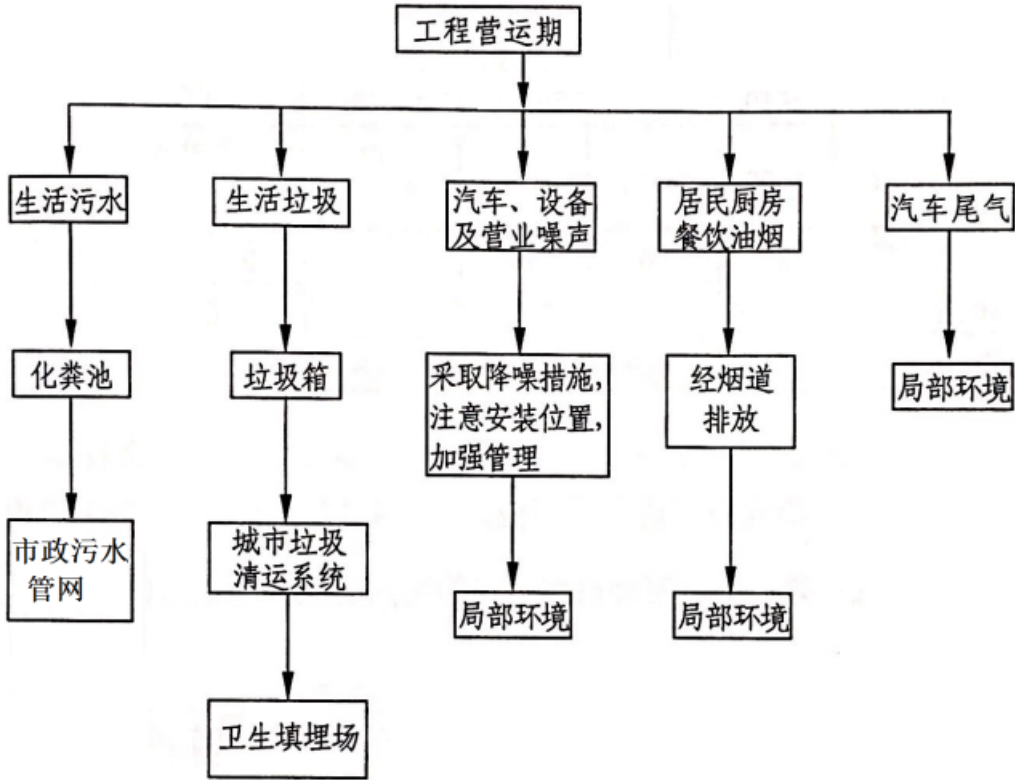 工程营运期
生活污水
生活垃圾
汽车、设备
及营业噪声
居民厨房
餐饮油烟
汽车尾气
化粪池
垃圾箱
采取降噪措施,
注意安装位置,
加强管理
经烟道
排放
局部环境
市政污水
管网
城市垃圾
清运系统
局部环境
局部环境
卫生填埋场